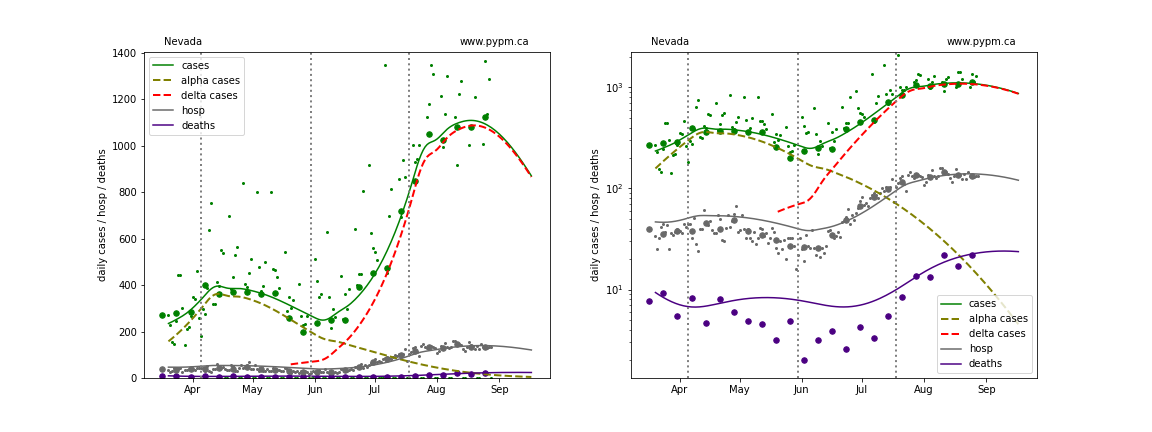 Nevada
www.pypm.ca
1400
1200
1000
800
600
400
200
0
daily cases / hosp / deaths
cases
alpha cases
delta cases
hosp
deaths
Apr
May
Jun
Jul
Aug
Sep
Nevada
www.pypm.ca
10³
10²
10¹
daily cases / hosp / deaths
cases
alpha cases
delta cases
hosp
deaths
Apr
May
Jun
Jul
Aug
Sep